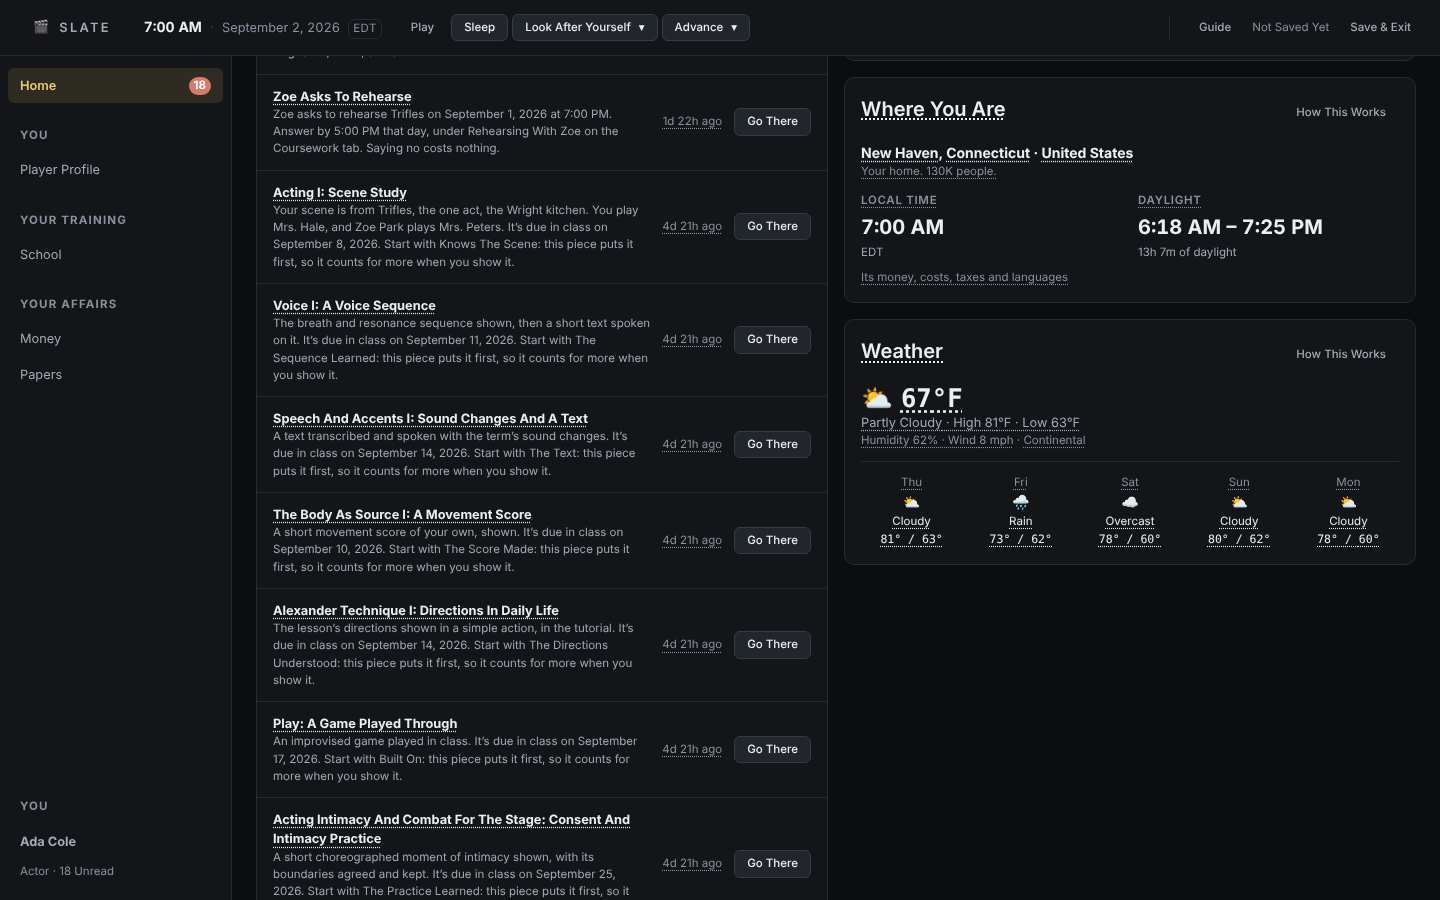 SLATE
7:00 AM · September 2, 2026 EDT
Play
Sleep
Look After Yourself ▾
Advance ▾
Guide
Not Saved Yet
Save & Exit
Home
18
YOU
Player Profile
YOUR TRAINING
School
YOUR AFFAIRS
Money
Papers
YOU
Ada Cole
Actor · 18 Unread
Zoe Asks To Rehearse
Zoe asks to rehearse Trifles on September 1, 2026 at 7:00 PM.
Answer by 5:00 PM that day, under Rehearsing With Zoe on the
Coursework tab. Saying no costs nothing.
1d 22h ago
Go There
Acting I: Scene Study
Your scene is from Trifles, the one act, the Wright kitchen. You play
Mrs. Hale, and Zoe Park plays Mrs. Peters. It's due in class on
September 8, 2026. Start with Knows The Scene: this piece puts it
first, so it counts for more when you show it.
4d 21h ago
Go There
Voice I: A Voice Sequence
The breath and resonance sequence shown, then a short text spoken
on it. It's due in class on September 11, 2026. Start with The
Sequence Learned: this piece puts it first, so it counts for more when
you show it.
4d 21h ago
Go There
Speech And Accents I: Sound Changes And A Text
A text transcribed and spoken with the term's sound changes. It's
due in class on September 14, 2026. Start with The Text: this piece
puts it first, so it counts for more when you show it.
4d 21h ago
Go There
The Body As Source I: A Movement Score
A short movement score of your own, shown. It's due in class on
September 10, 2026. Start with The Score Made: this piece puts it
first, so it counts for more when you show it.
4d 21h ago
Go There
Alexander Technique I: Directions In Daily Life
The lesson's directions shown in a simple action, in the tutorial. It's
due in class on September 14, 2026. Start with The Directions
Understood: this piece puts it first, so it counts for more when you
show it.
4d 21h ago
Go There
Play: A Game Played Through
An improvised game played in class. It's due in class on September
17, 2026. Start with Built On: this piece puts it first, so it counts for
more when you show it.
4d 21h ago
Go There
Acting Intimacy And Combat For The Stage: Consent And
Intimacy Practice
A short choreographed moment of intimacy shown, with its
boundaries agreed and kept. It's due in class on September 25,
2026. Start with The Practice Learned: this piece puts it first, so it
4d 21h ago
Go There
Where You Are
How This Works
New Haven, Connecticut · United States
Your home. 130K people.
LOCAL TIME
7:00 AM
EDT
DAYLIGHT
6:18 AM – 7:25 PM
13h 7m of daylight
Its money, costs, taxes and languages
Weather
How This Works
67°F
Partly Cloudy · High 81°F · Low 63°F
Humidity 62% · Wind 8 mph · Continental
Thu
Cloudy
81° / 63°
Fri
Rain
73° / 62°
Sat
Overcast
78° / 60°
Sun
Cloudy
80° / 62°
Mon
Cloudy
78° / 60°